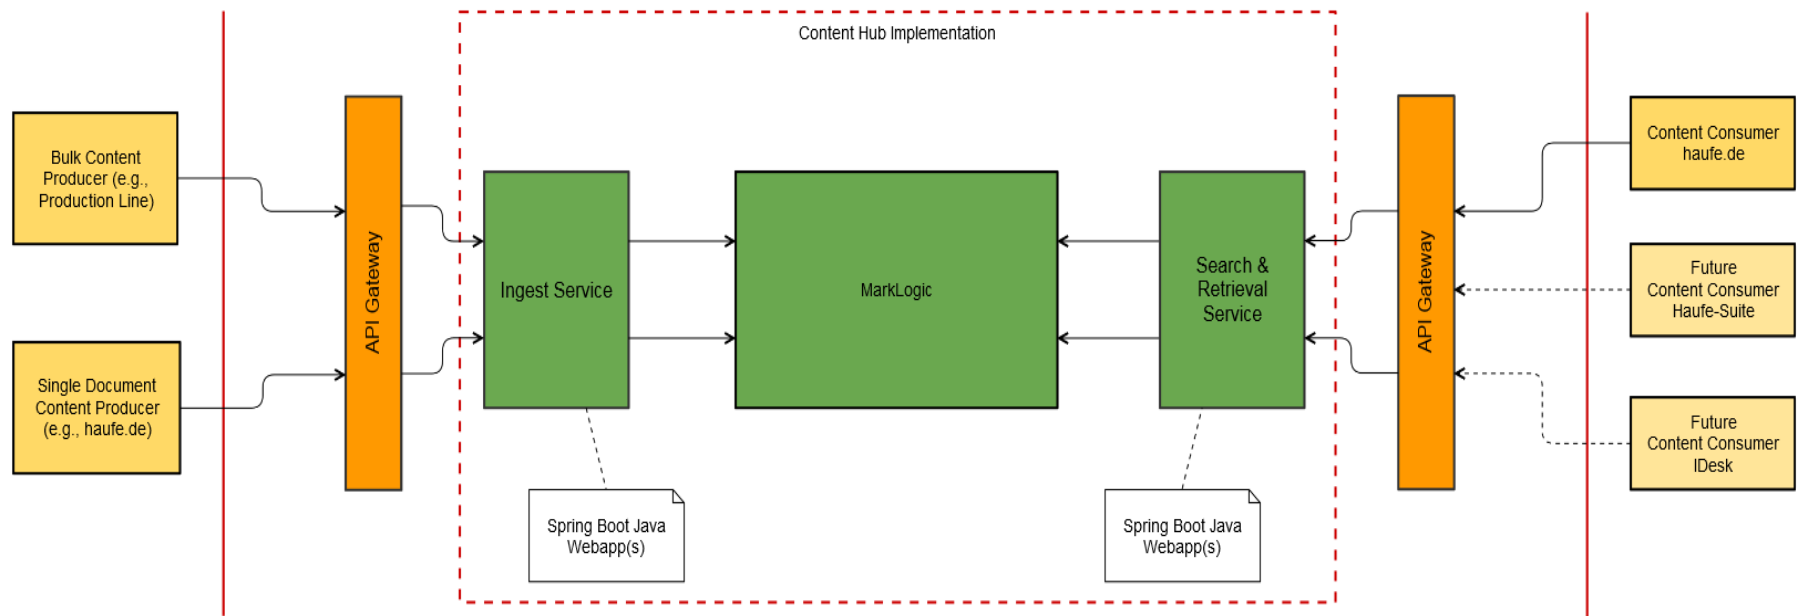 Content Hub Implementation
Bulk Content
Producer (e.g.,
Production Line)
Single Document
Content Producer
(e.g., haufe.de)
API Gateway
Ingest Service
MarkLogic
Search &
Retrieval
Service
API Gateway
Content Consumer
haufe.de
Future
Content Consumer
Haufe-Suite
Future
Content Consumer
IDesk
Spring Boot Java
Webapp(s)
Spring Boot Java
Webapp(s)